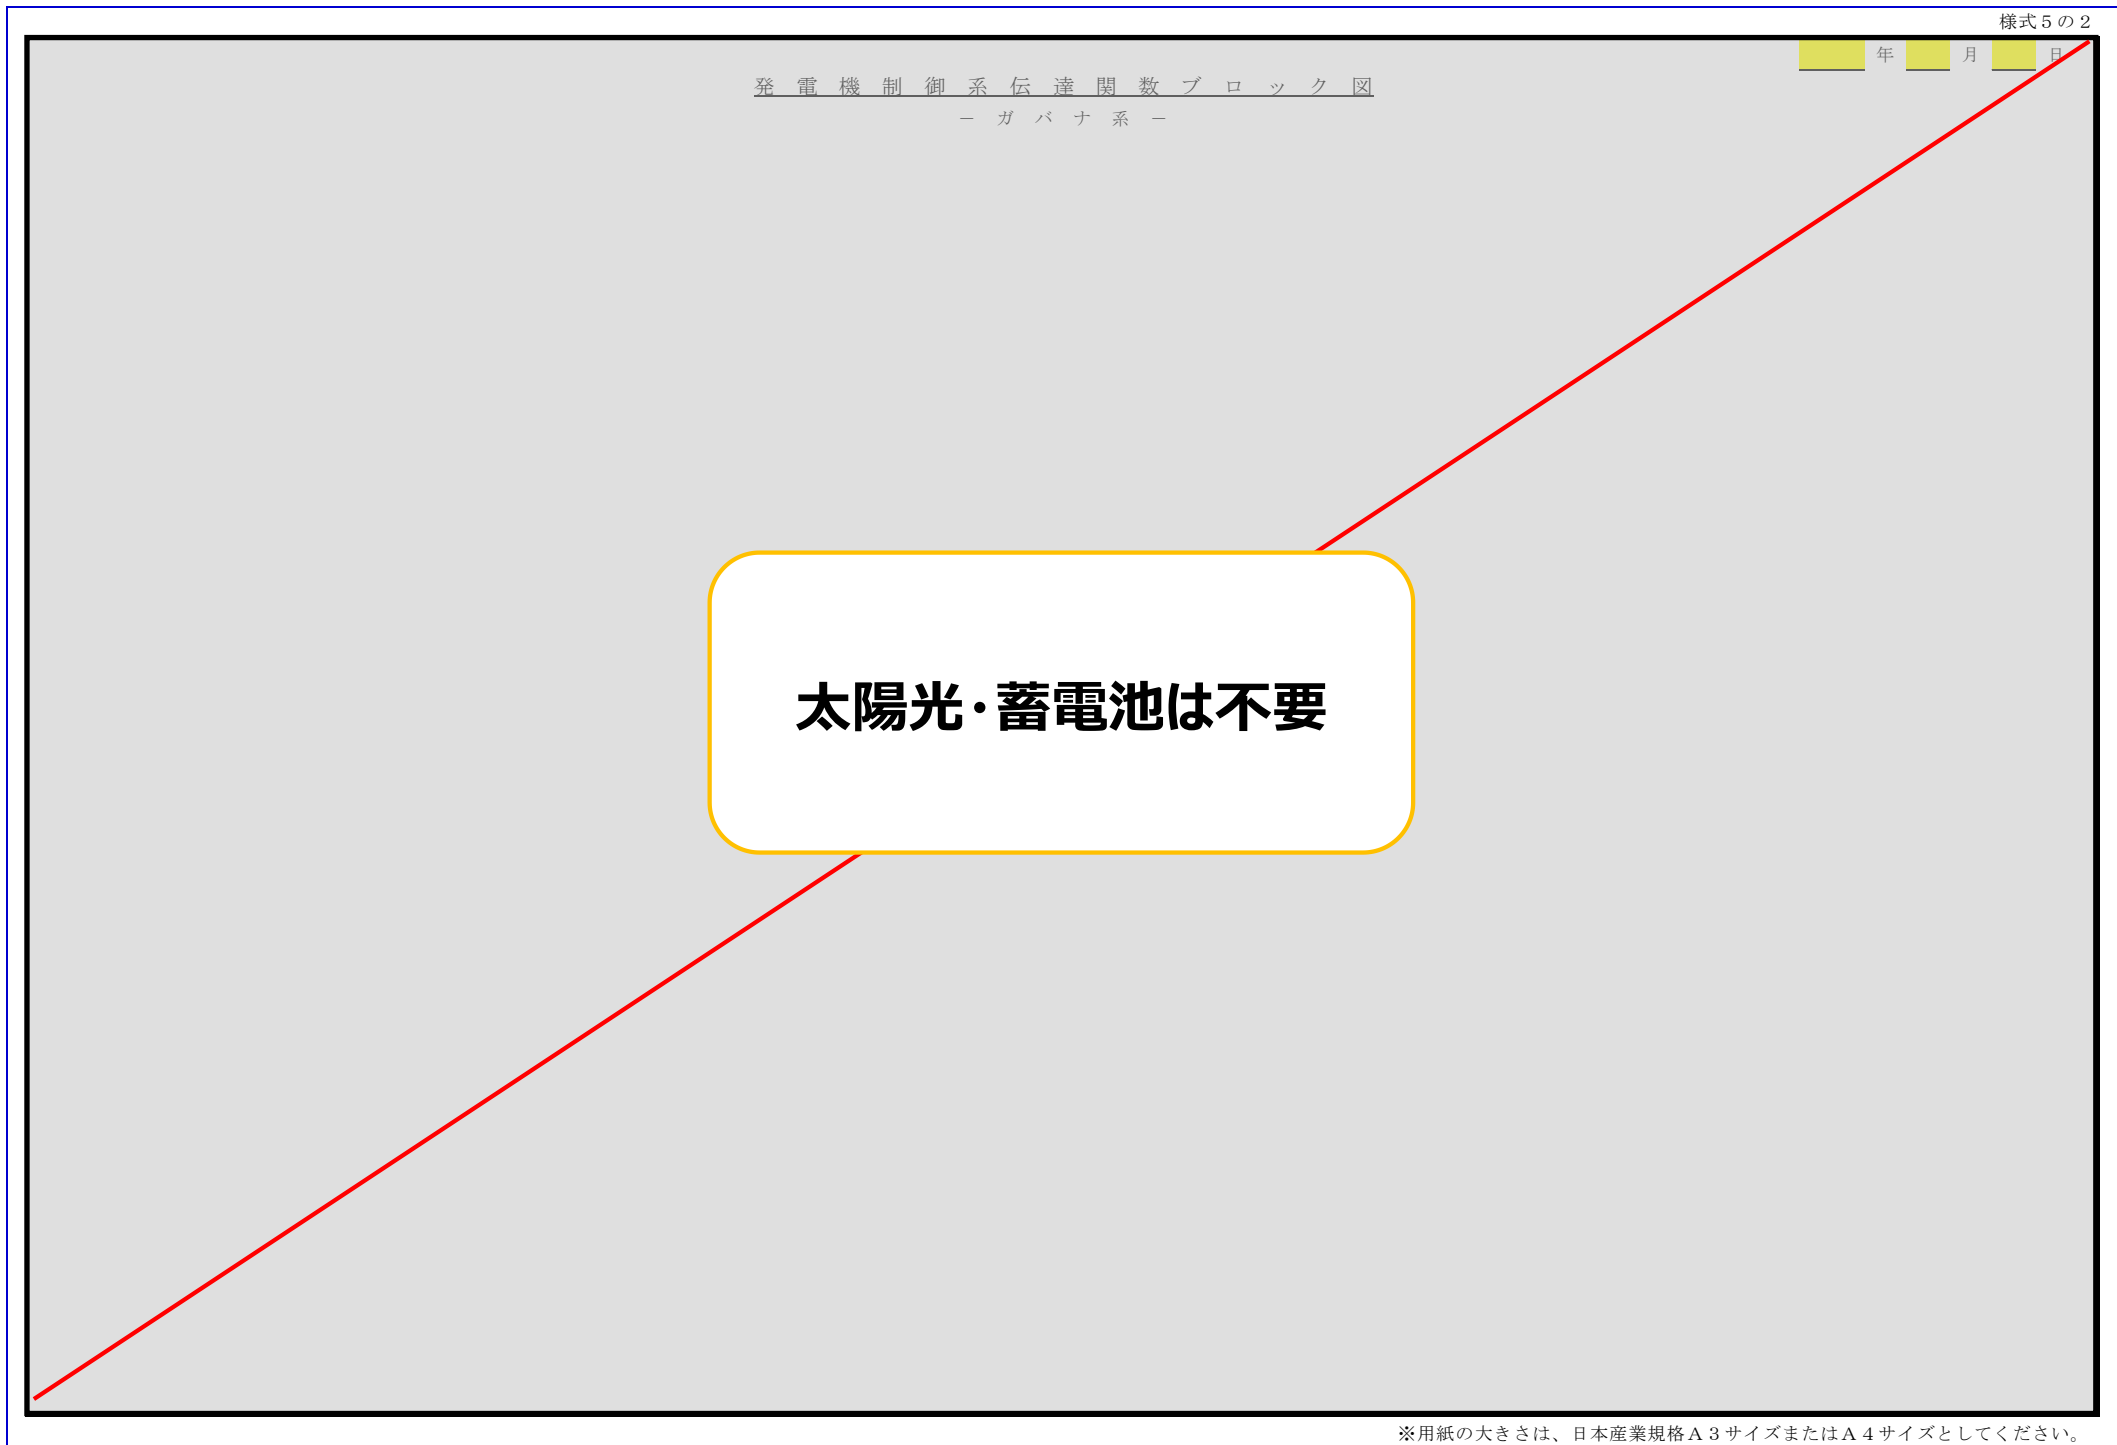 様式５の２
年 月 日
発電機制御系伝達関数ブロック図
－ガバナ系－
太陽光・蓄電池は不要
※用紙の大きさは、日本産業規格Ａ３サイズまたはＡ４サイズとしてください。